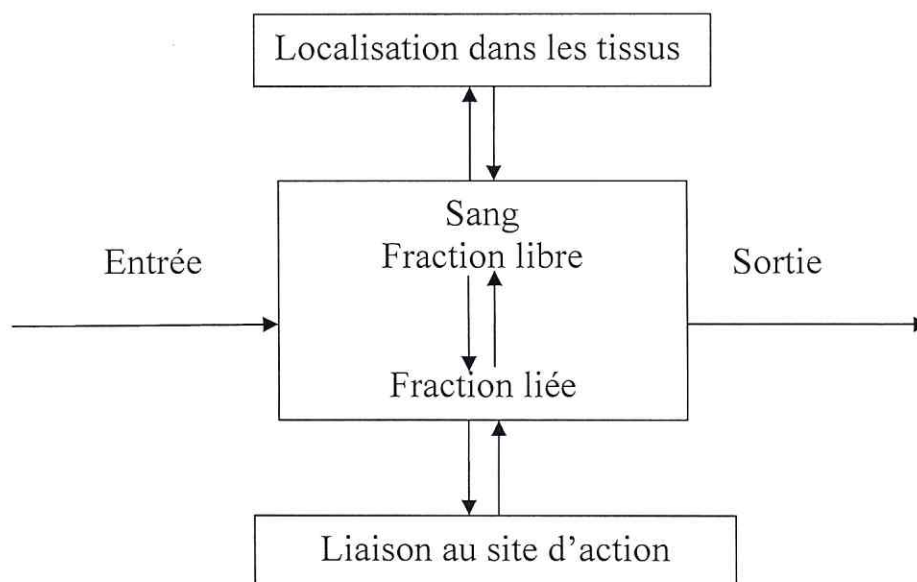 Localisation dans les tissus
Sang
Entrée
Fraction libre
Sortie
Fraction liée
Liaison au site d'action